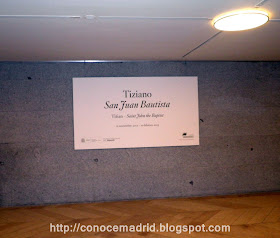 Tiziano
San Juan Bautista
Titian - Saint John the Baptist
http://conocemadrid.blogspot.com